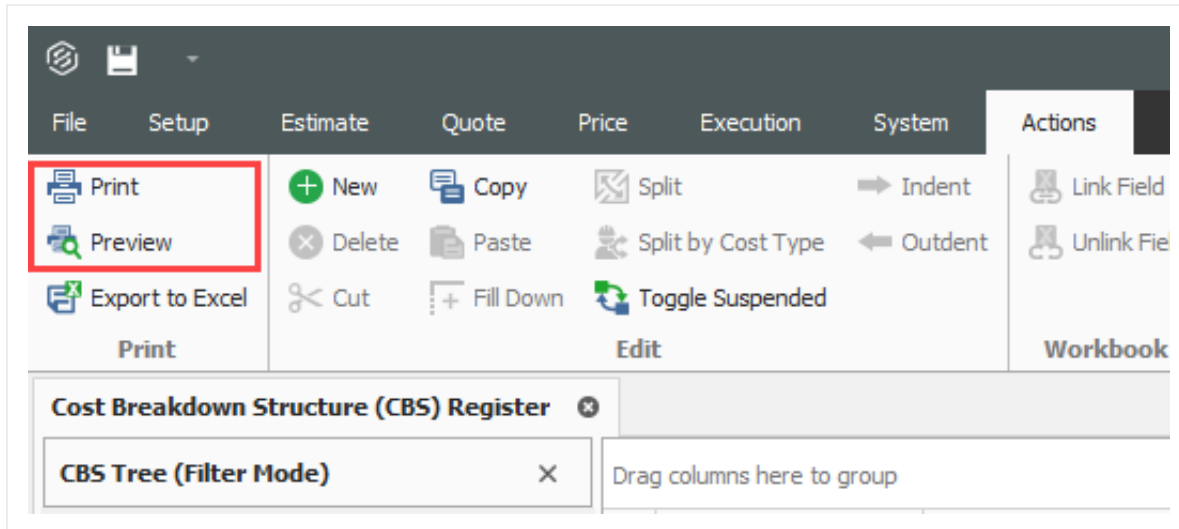 File Setup Estimate Quote Price Execution System Actions
Print New Copy Split Indent Link Field
Preview Delete Paste Split by Cost Type Outdent Unlink Fie
Export to Excel Cut Fill Down Toggle Suspended
Print Edit Workbook
Cost Breakdown Structure (CBS) Register
CBS Tree (Filter Mode) Drag columns here to group